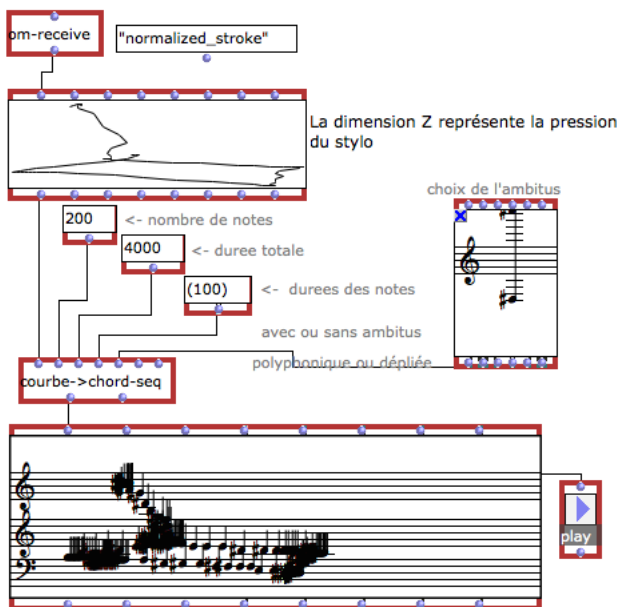 om-receive
"normalized_stroke"
La dimension Z représente la pression
du stylo
choix de l'ambitus
200
<- nombre de notes
4000
<- duree totale
(100)
<- durees des notes
avec ou sans ambitus
polyphonique ou dépliée
courbe->chord-seq
play